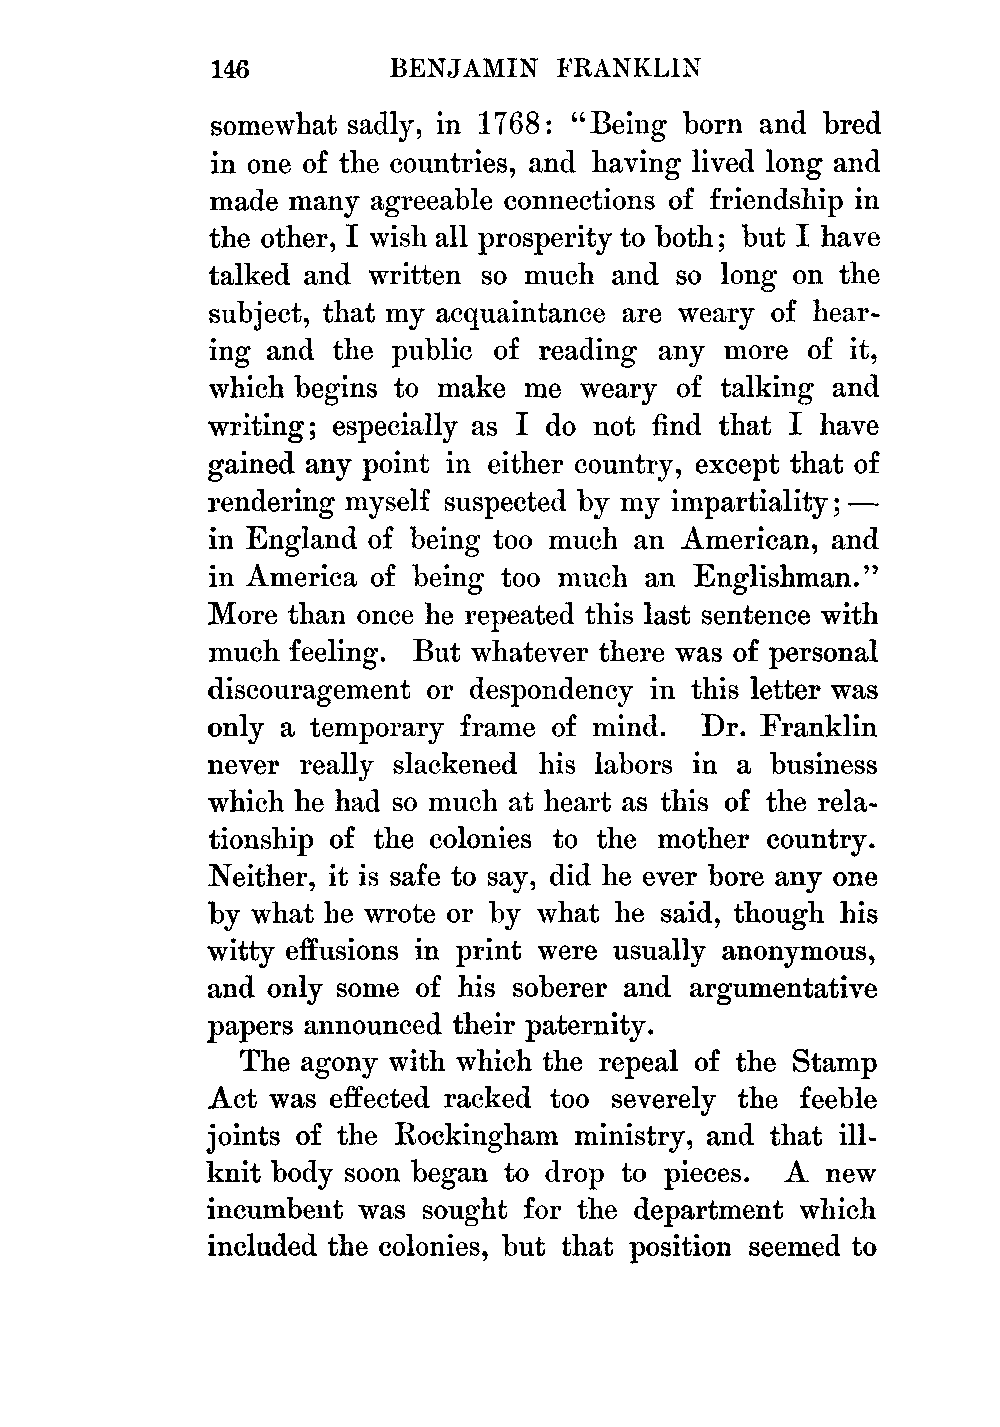 146 BENJAMIN FRANKLIN
somewhat sadly, in 1768: “Being born and bred
in one of the countries, and having lived long and
made many agreeable connections of friendship in
the other, I wish all prosperity to both; but I have
talked and written so much and so long on the
subject, that my acquaintance are weary of hear-
ing and the public of reading any more of it,
which begins to make me weary of talking and
writing; especially as I do not find that I have
gained any point in either country, except that of
rendering myself suspected by my impartiality; —
in England of being too much an American, and
in America of being too much an Englishman.”
More than once he repeated this last sentence with
much feeling. But whatever there was of personal
discouragement or despondency in this letter was
only a temporary frame of mind. Dr. Franklin
never really slackened his labors in a business
which he had so much at heart as this of the rela-
tionship of the colonies to the mother country.
Neither, it is safe to say, did he ever bore any one
by what he wrote or by what he said, though his
witty effusions in print were usually anonymous,
and only some of his soberer and argumentative
papers announced their paternity.
The agony with which the repeal of the Stamp
Act was effected racked too severely the feeble
joints of the Rockingham ministry, and that ill-
knit body soon began to drop to pieces. A new
incumbent was sought for the department which
included the colonies, but that position seemed to